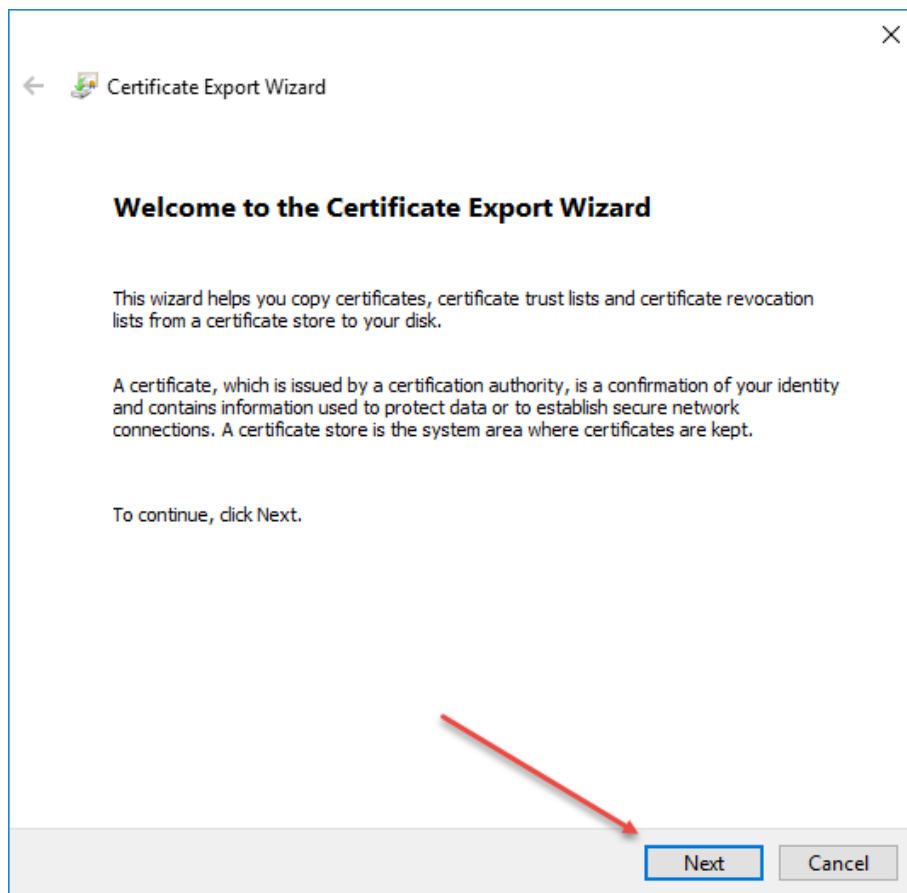 Certificate Export Wizard
Welcome to the Certificate Export Wizard
This wizard helps you copy certificates, certificate trust lists and certificate revocation
lists from a certificate store to your disk.
A certificate, which is issued by a certification authority, is a confirmation of your identity
and contains information used to protect data or to establish secure network
connections. A certificate store is the system area where certificates are kept.
To continue, click Next.
Next
Cancel